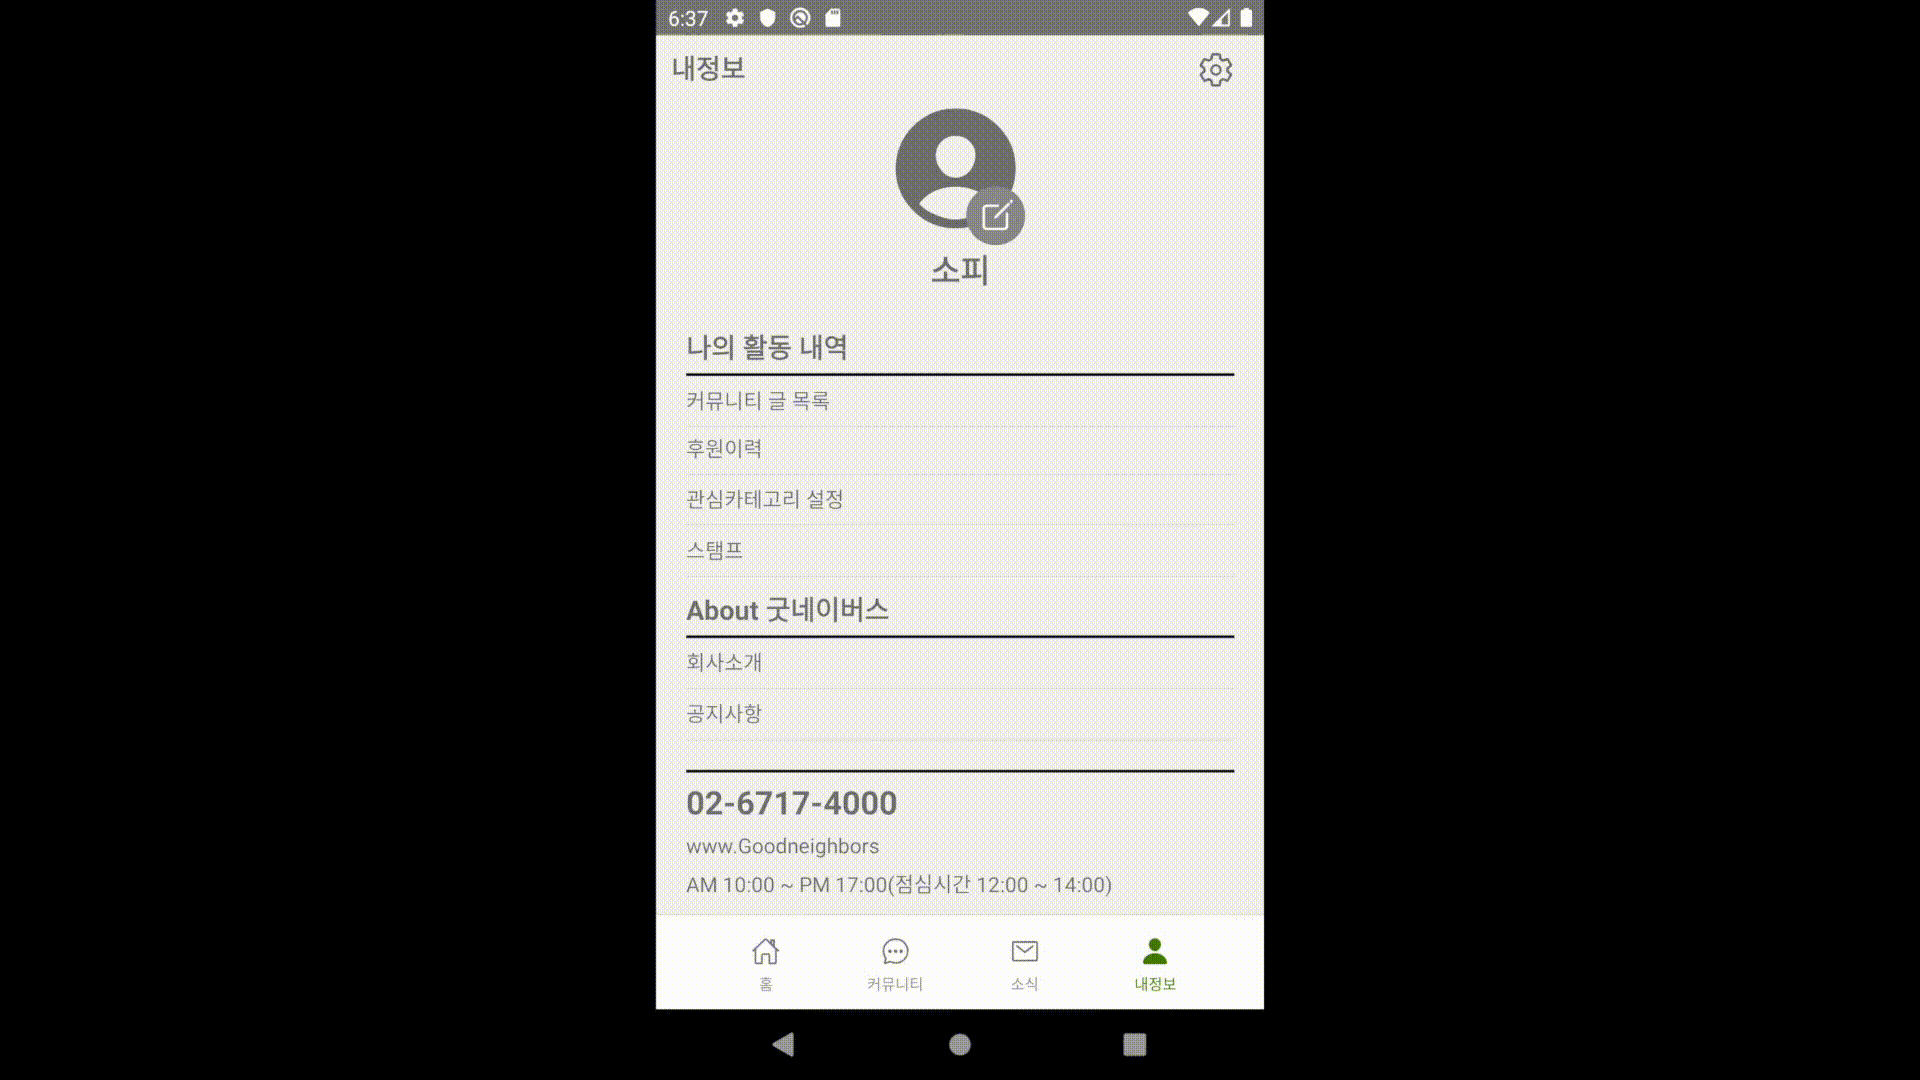 6:37
내정보
소피
나의 활동 내역
커뮤니티 글 목록
후원이력
관심카테고리 설정
스탬프
About 굿네이버스
회사소개
공지사항
02-6717-4000
www.Goodneighbors
AM 10:00 ~ PM 17:00(점심시간 12:00 ~ 14:00)
홈 커뮤니티 소식 내정보